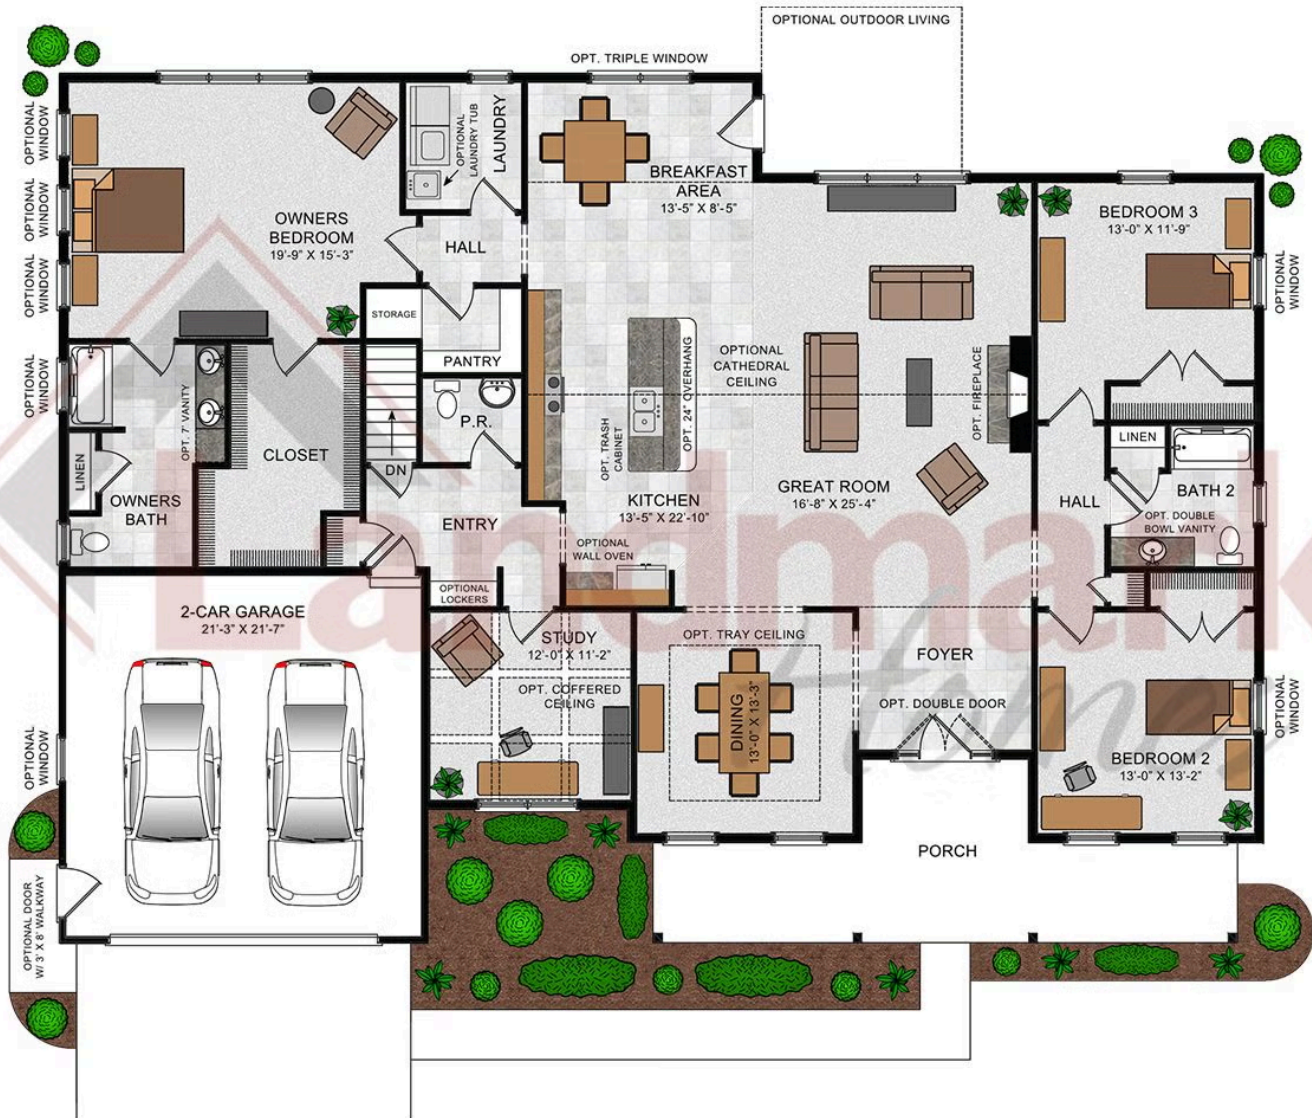 OPTIONAL OUTDOOR LIVING
OPT. TRIPLE WINDOW
OPTIONAL
WINDOW
OPTIONAL
WINDOW
OPTIONAL
WINDOW
OPTIONAL
WINDOW
OWNERS
BEDROOM
19'-9" X 15'-3"
OPTIONAL
LAUNDRY TUB
LAUNDRY
HALL
BREAKFAST
AREA
13'-5" X 8'-5"
BEDROOM 3
13'-0" X 11'-9"
OPTIONAL
WINDOW
STORAGE
PANTRY
P.R.
DN
OPT. 7' VANITY
CLOSET
LINEN
OWNERS
BATH
ENTRY
OPTIONAL
LOCKERS
OPTIONAL
CATHEDRAL
CEILING
OPT. 24" OVERHANG
OPT. TRASH
CABINET
KITCHEN
13'-5" X 22'-10"
OPTIONAL
WALL OVEN
OPT. FIREPLACE
GREAT ROOM
16'-8" X 25'-4"
HALL
LINEN
BATH 2
OPT. DOUBLE
BOWL VANITY
Landmark
Homes
2-CAR GARAGE
21'-3" X 21'-7"
OPTIONAL
WINDOW
STUDY
12'-0" X 11'-2"
OPT. COFFERED
CEILING
OPT. TRAY CEILING
DINING
13'-0" X 13'-3"
FOYER
OPT. DOUBLE DOOR
BEDROOM 2
13'-0" X 13'-2"
OPTIONAL
WINDOW
PORCH
OPTIONAL DOOR
W/ 3' X 8' WALKWAY